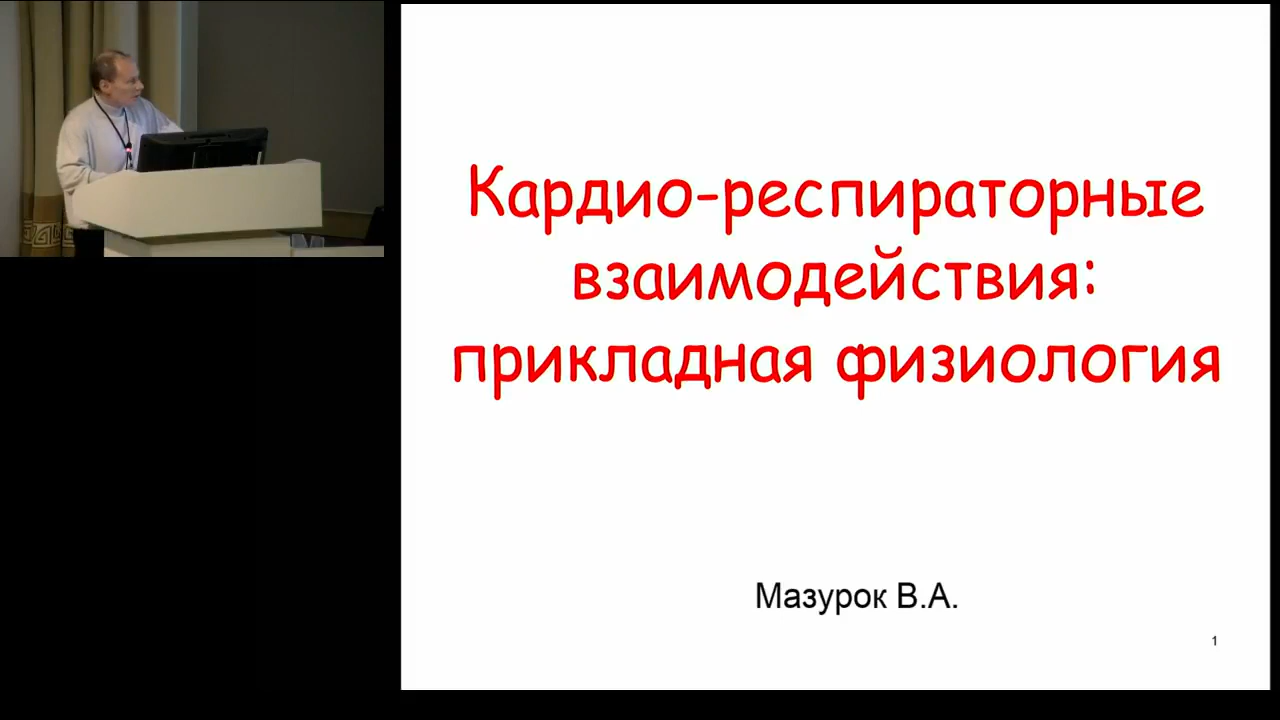 Кардио-респираторные
взаимодействия:
прикладная физиология
Мазурок В.А.
1